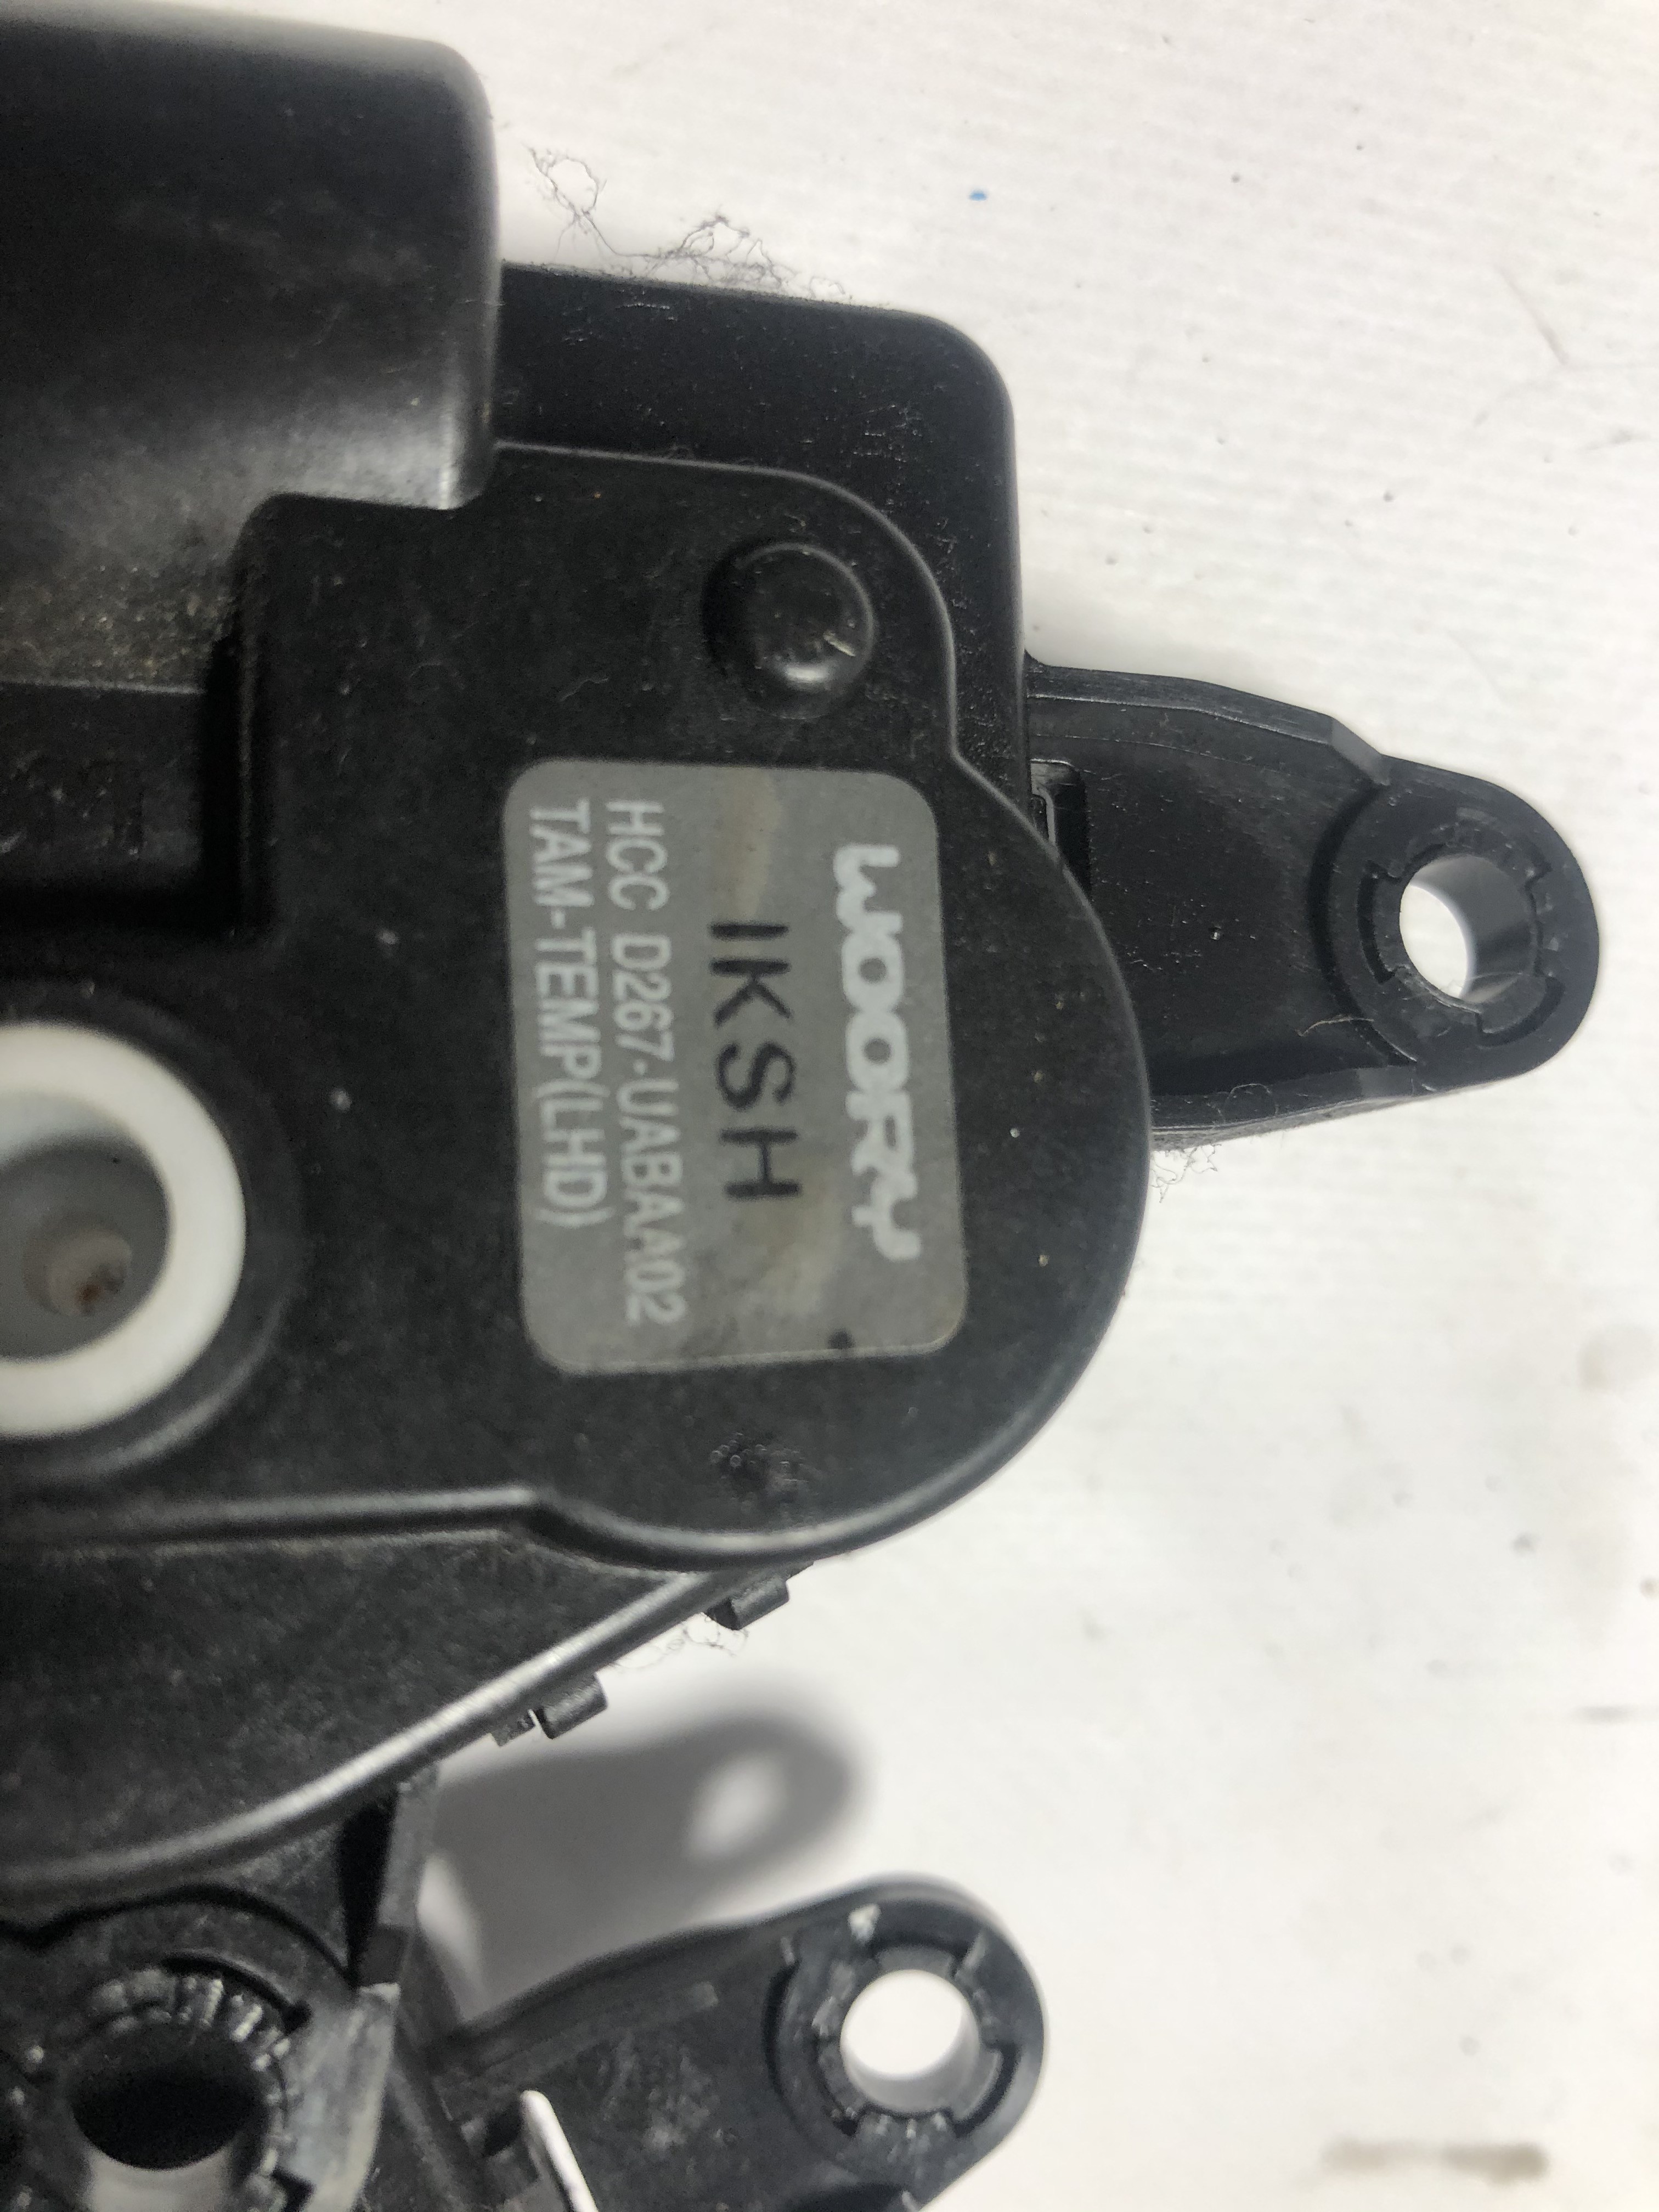 WOORY
IKSH
HCC D267-UABAA02
TAM-TEMP(LHD)